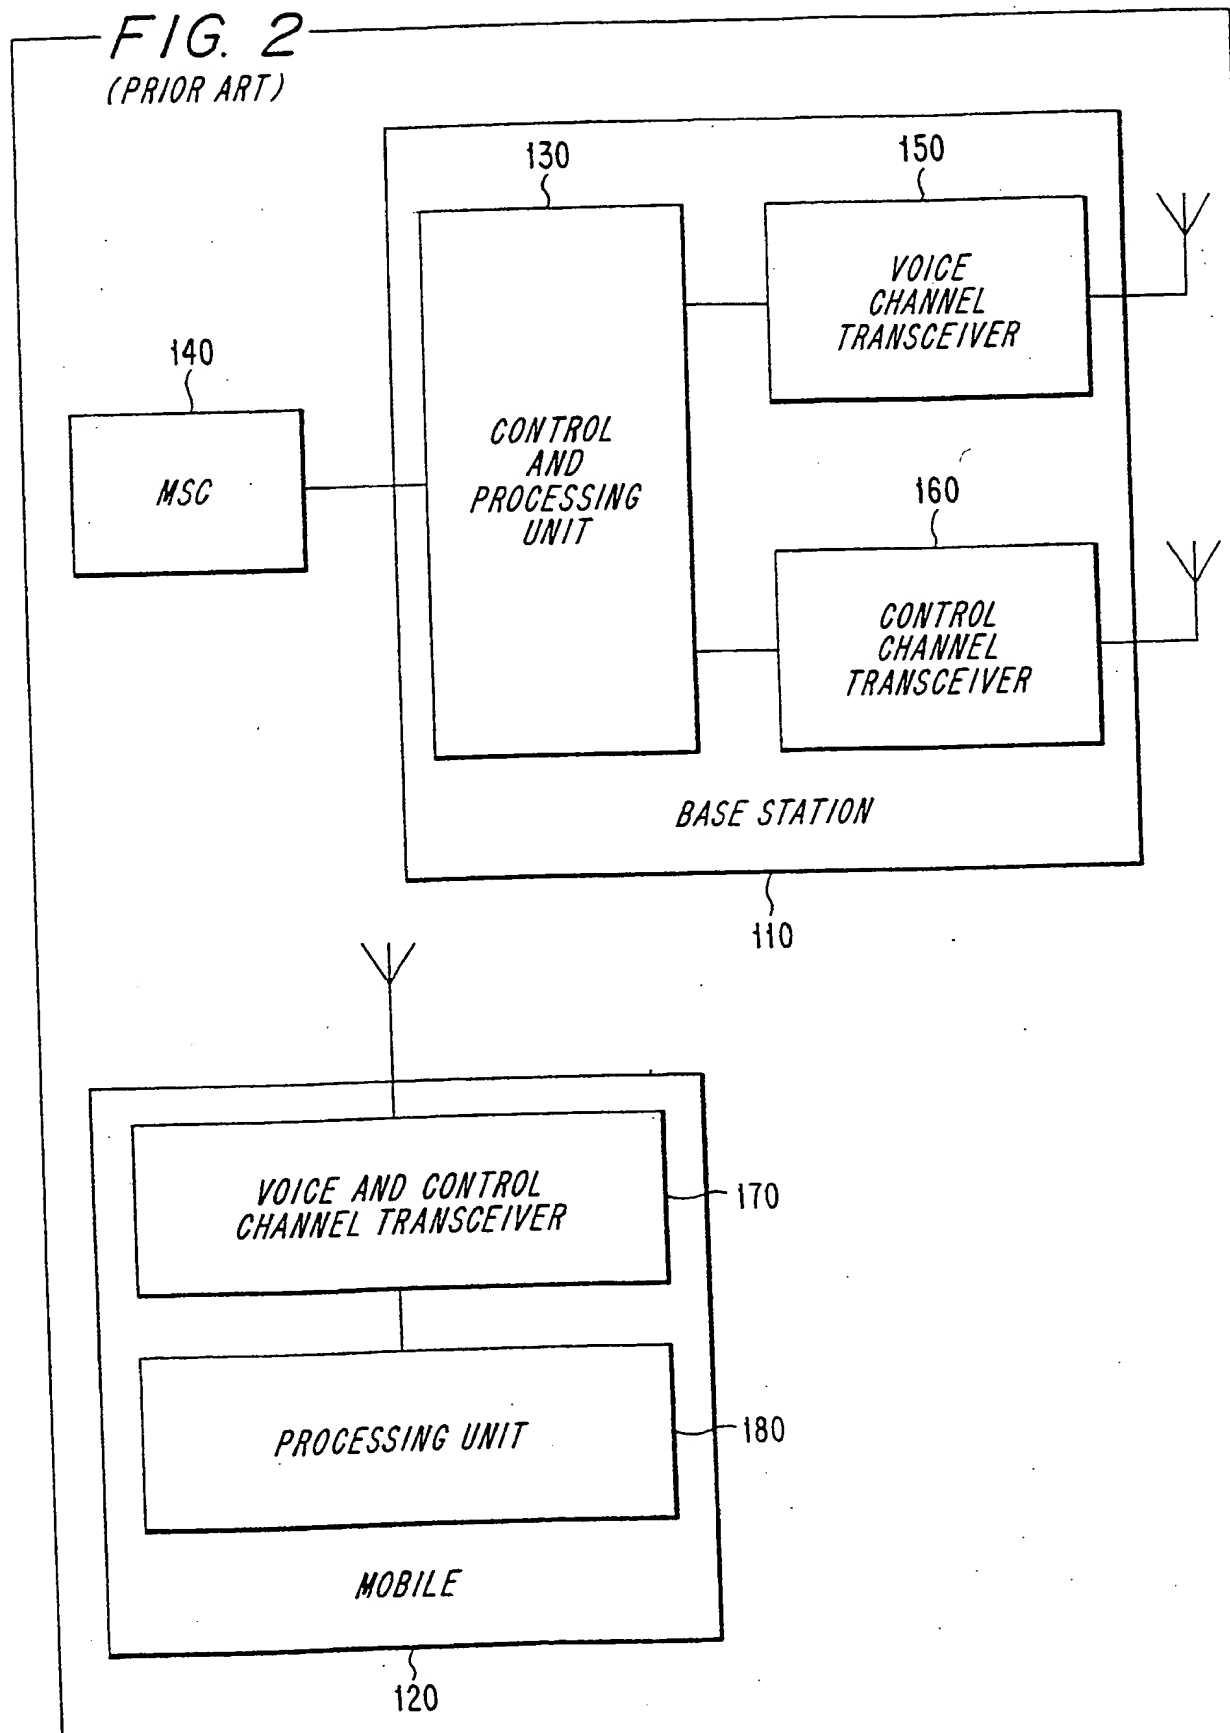 FIG. 2
(PRIOR ART)
130
150
VOICE
CHANNEL
TRANSCEIVER
140
MSC
CONTROL
AND
PROCESSING
UNIT
160
CONTROL
CHANNEL
TRANSCEIVER
BASE STATION
110
VOICE AND CONTROL
CHANNEL TRANSCEIVER
170
PROCESSING UNIT
180
MOBILE
120